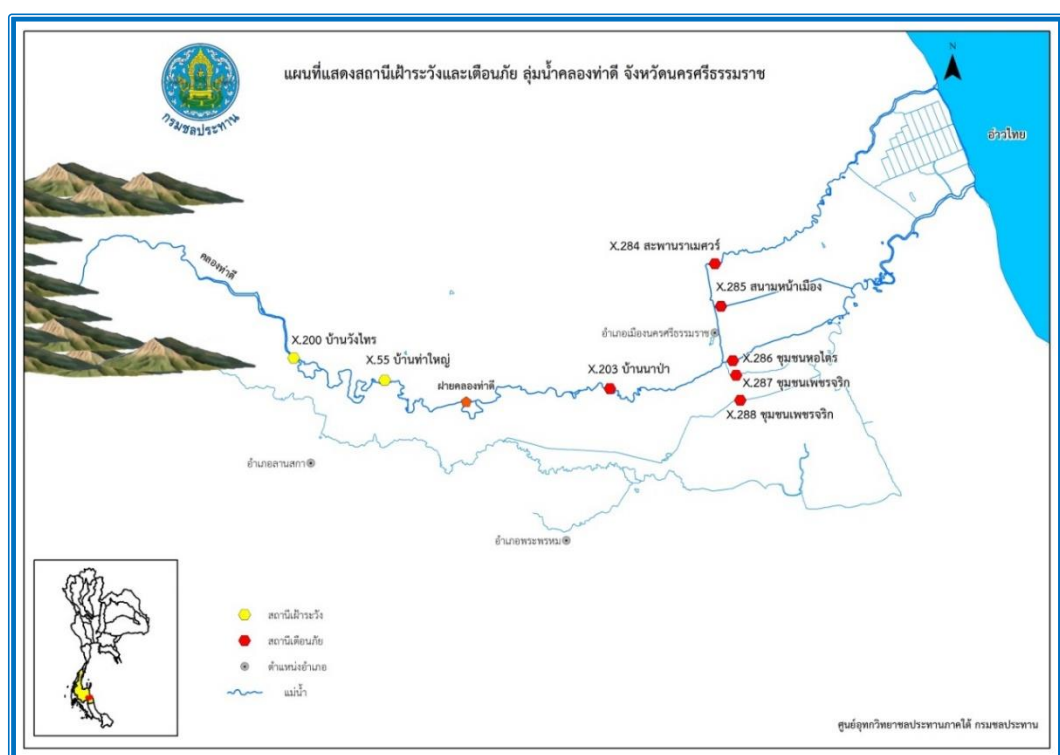 แผนที่แสดงสถานีเฝ้าระวังและเตือนภัย ลุ่มน้ำคลองท่าดี จังหวัดนครศรีธรรมราช
กรมชลประทาน
N
อ่าวไทย
X.284 สะพานราเมศวร์
คลองท่าดี
X.285 สนามหน้าเมือง
อำเภอเมืองนครศรีธรรมราช
X.200 บ้านวังไทร
X.55 บ้านท่าใหญ่
X.286 ชุมชนหอไตร
X.203 บ้านนาป่า
ฝายคลองท่าดี
X.287 ชุมชนเพชรจริก
X.288 ชุมชนเพชรจริก
อำเภอลานสกา
อำเภอพระพรหม
สถานีเฝ้าระวัง
สถานีเตือนภัย
ตำแหน่งอำเภอ
แม่น้ำ
ศูนย์อุทกวิทยาชลประทานภาคใต้ กรมชลประทาน